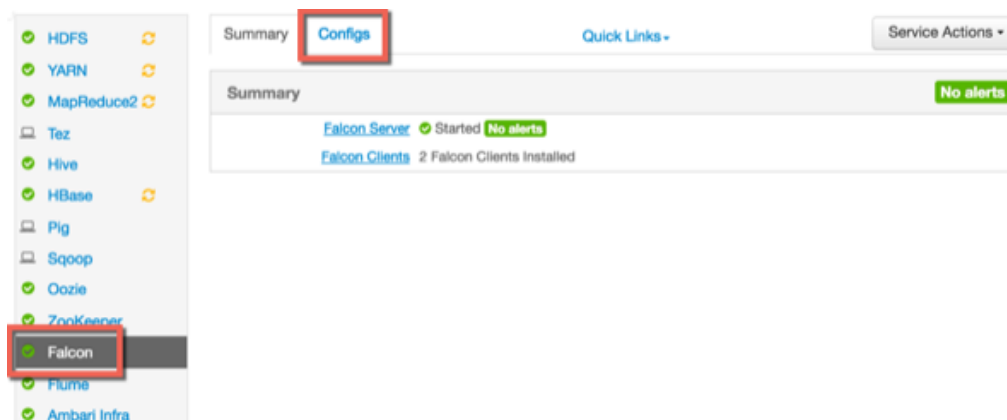 HDFS
YARN
MapReduce2
Tez
Hive
HBase
Pig
Sqoop
Oozie
ZooKeeper
Falcon
Flume
Ambari Infra
Summary Configs Quick Links Service Actions
Summary No alerts
Falcon Server Started No alerts
Falcon Clients 2 Falcon Clients Installed